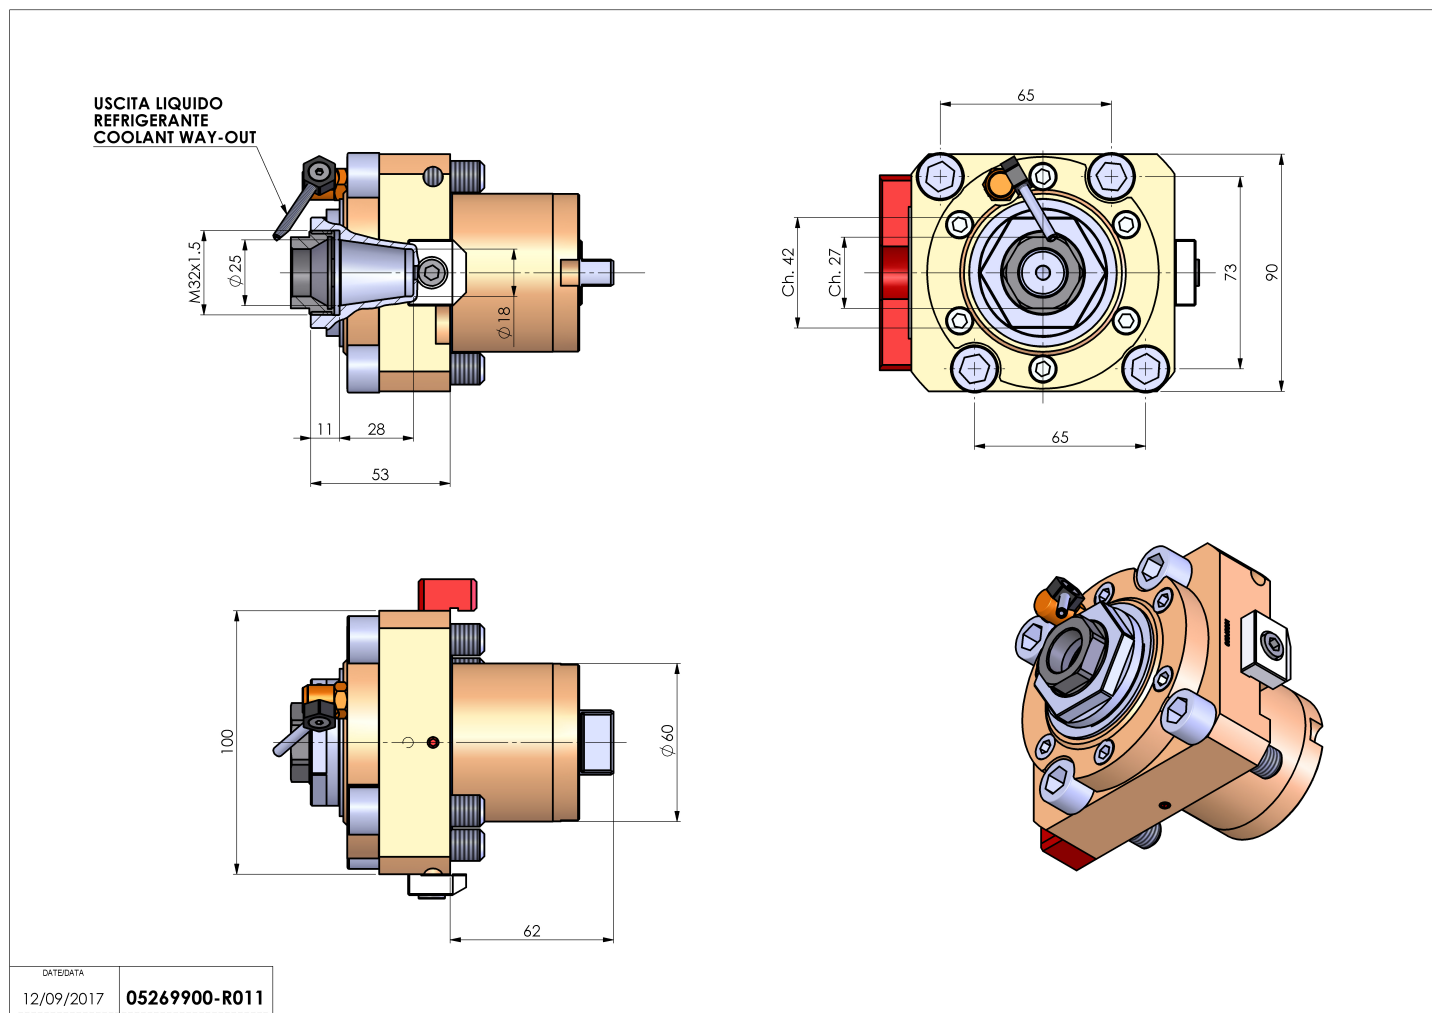 USCITA LIQUIDO
REFRIGERANTE
COOLANT WAY-OUT
M32x1.5
Ø25
Ø18
11
28
53
65
Ch. 42
Ch. 27
73
90
65
100
Ø60
62
DATE/DATA
12/09/2017
05269900-R011